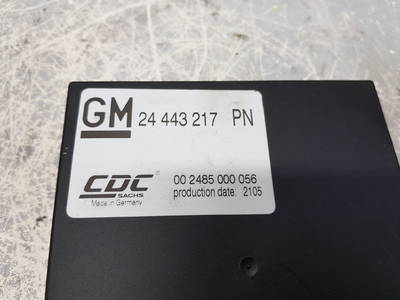 GM 24 443 217 PN
CDC® 00 2485 000 056
SACHS production date: 2105
Made in Germany